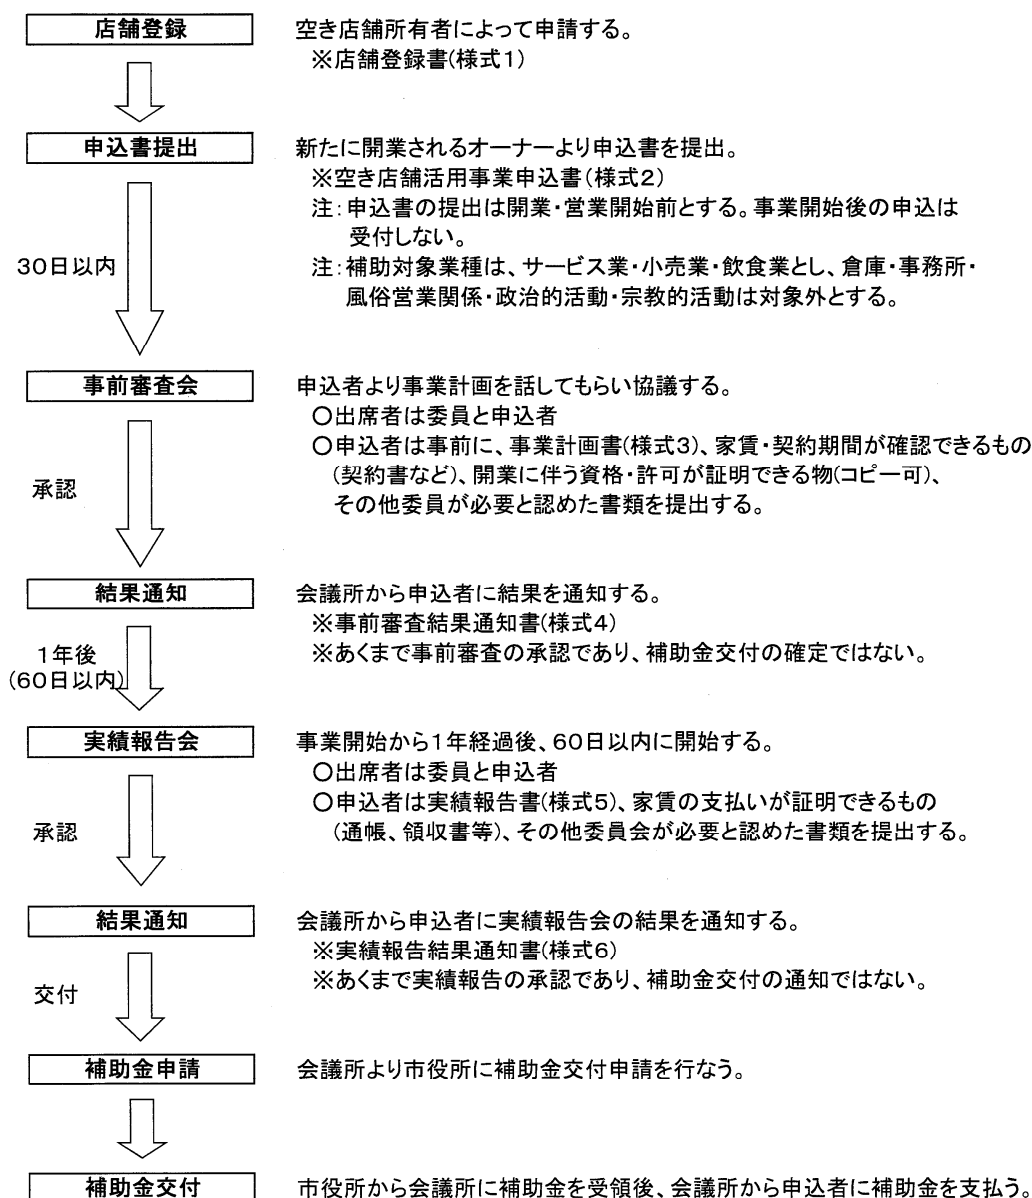 店舗登録
空き店舗所有者によって申請する。
※店舗登録書(様式1)
申込書提出
新たに開業されるオーナーより申込書を提出。
※空き店舗活用事業申込書(様式2)
注:申込書の提出は開業・営業開始前とする。事業開始後の申込は
受付しない。
注:補助対象業種は、サービス業・小売業・飲食業とし、倉庫・事務所・
風俗営業関係・政治的活動・宗教的活動は対象外とする。
30日以内
事前審査会
申込者より事業計画を話してもらい協議する。
〇出席者は委員と申込者
〇申込者は事前に、事業計画書(様式3)、家賃・契約期間が確認できるもの
(契約書など)、開業に伴う資格・許可が証明できる物(コピー可)、
その他委員が必要と認めた書類を提出する。
承認
結果通知
会議所から申込者に結果を通知する。
※事前審査結果通知書(様式4)
※あくまで事前審査の承認であり、補助金交付の確定ではない。
1年後
(60日以内)
実績報告会
事業開始から1年経過後、60日以内に開始する。
〇出席者は委員と申込者
〇申込者は実績報告書(様式5)、家賃の支払いが証明できるもの
(通帳、領収書等)、その他委員会が必要と認めた書類を提出する。
承認
結果通知
会議所から申込者に実績報告会の結果を通知する。
※実績報告結果通知書(様式6)
※あくまで実績報告の承認であり、補助金交付の通知ではない。
交付
補助金申請
会議所より市役所に補助金交付申請を行なう。
補助金交付
市役所から会議所に補助金を受領後、会議所から申込者に補助金を支払う。